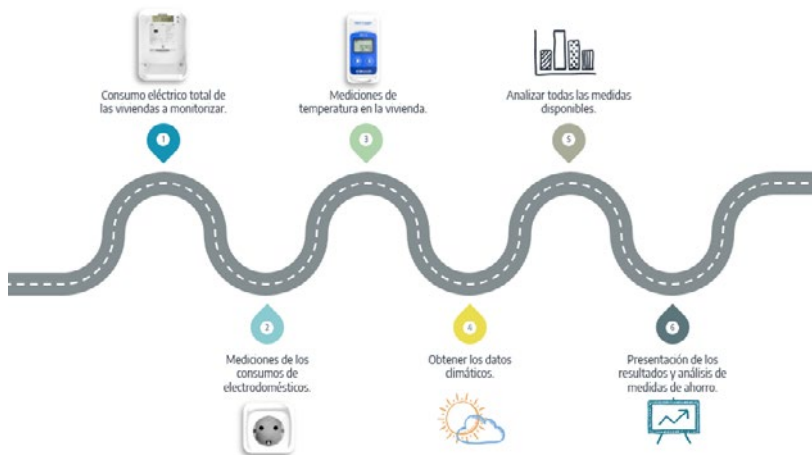 Consumo eléctrico total de
las viviendas a monitorizar.
1
Mediciones de
temperatura en la vivienda.
3
Analizar todas las medidas
disponibles.
5
2
Mediciones de los
consumos de
electrodomésticos.
4
Obtener los datos
climáticos.
6
Presentación de los
resultados y análisis de
medidas de ahorro.